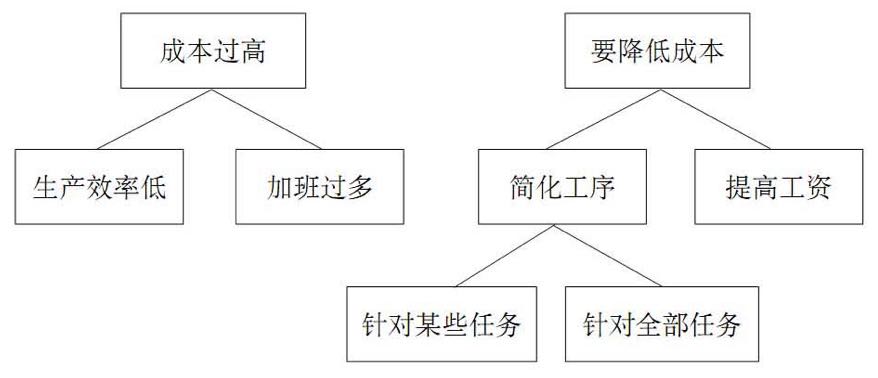 成本过高
要降低成本
生产效率低
加班过多
简化工序
提高工资
针对某些任务
针对全部任务